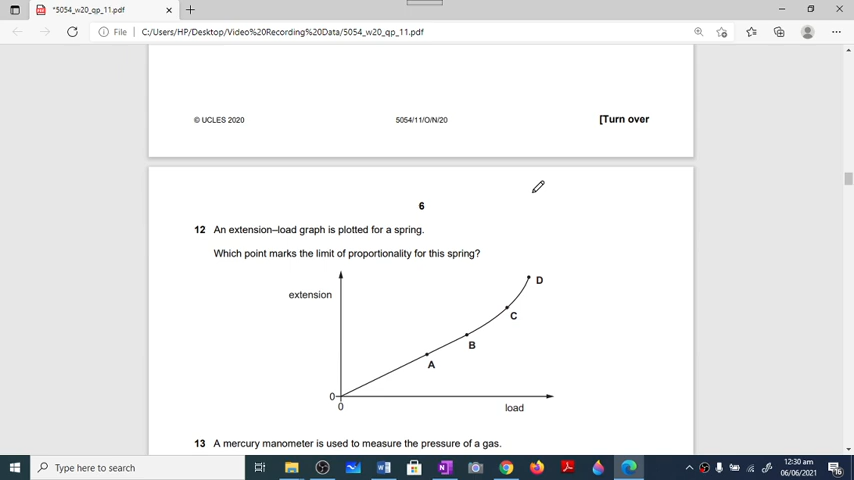 *5054_w20_qp_11.pdf
File
C:/Users/HP/Desktop/Video%20Recording%20Data/5054_w20_qp_11.pdf
© UCLES 2020
5054/11/O/N/20
[Turn over
6
12 An extension–load graph is plotted for a spring.
Which point marks the limit of proportionality for this spring?
extension
D
C
B
A
0
0
load
13 A mercury manometer is used to measure the pressure of a gas.
Type here to search
12:30 am
06/06/2021
16